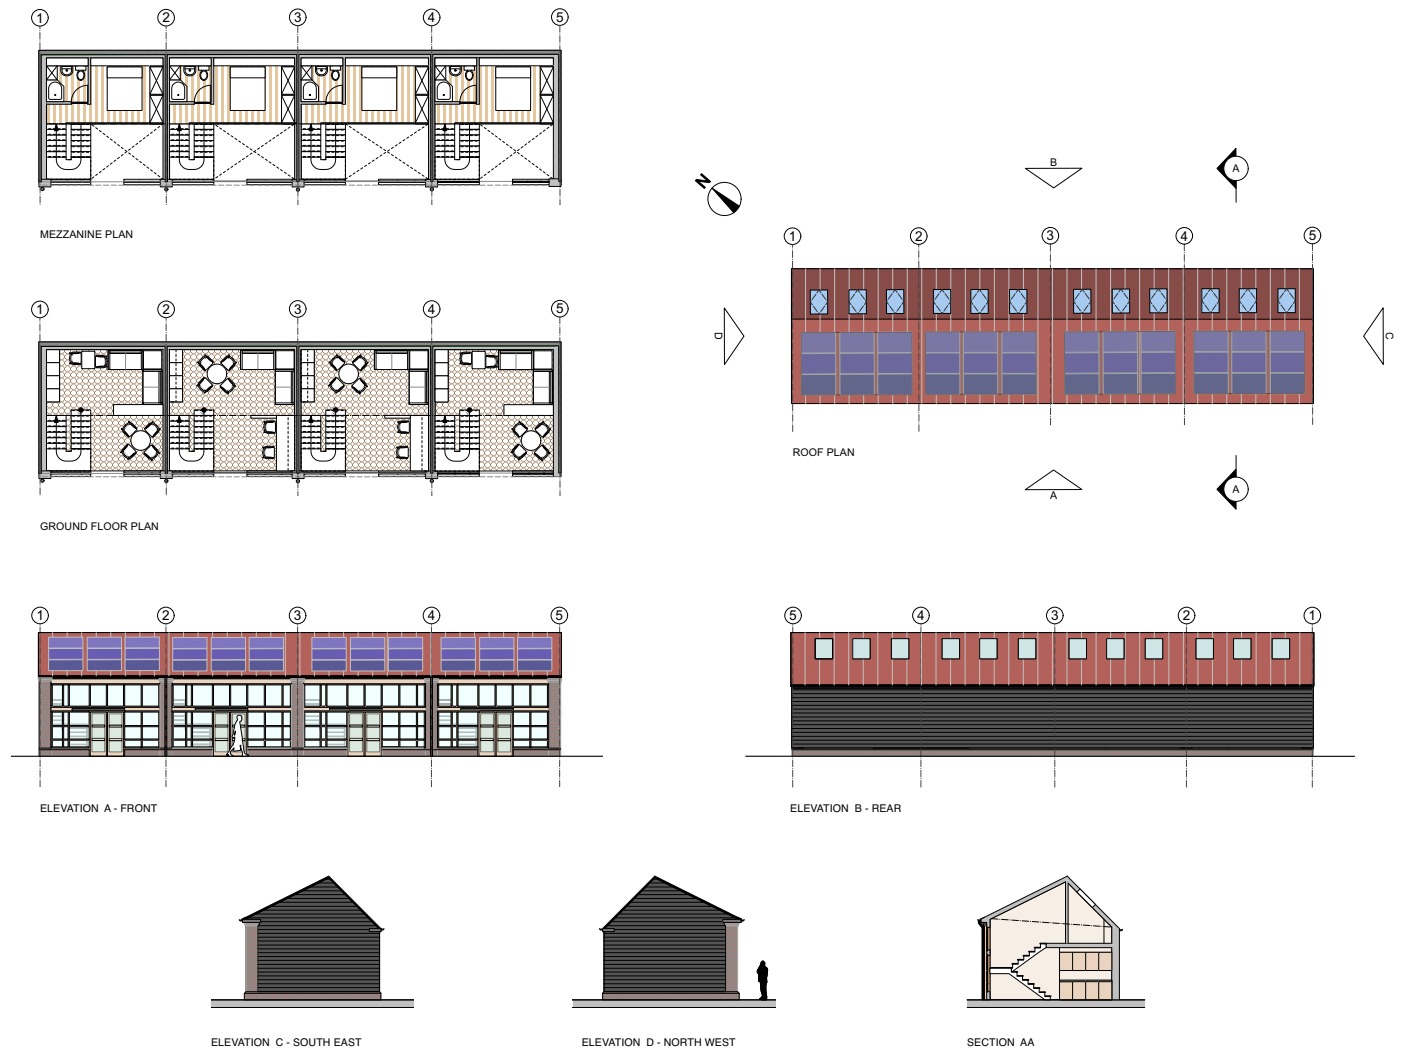 1 2 3 4 5
MEZZANINE PLAN
N
B
A
1 2 3 4 5
D
C
ROOF PLAN
A
A
1 2 3 4 5
GROUND FLOOR PLAN
1 2 3 4 5
ELEVATION A - FRONT
5 4 3 2 1
ELEVATION B - REAR
ELEVATION C - SOUTH EAST
ELEVATION D - NORTH WEST
SECTION AA